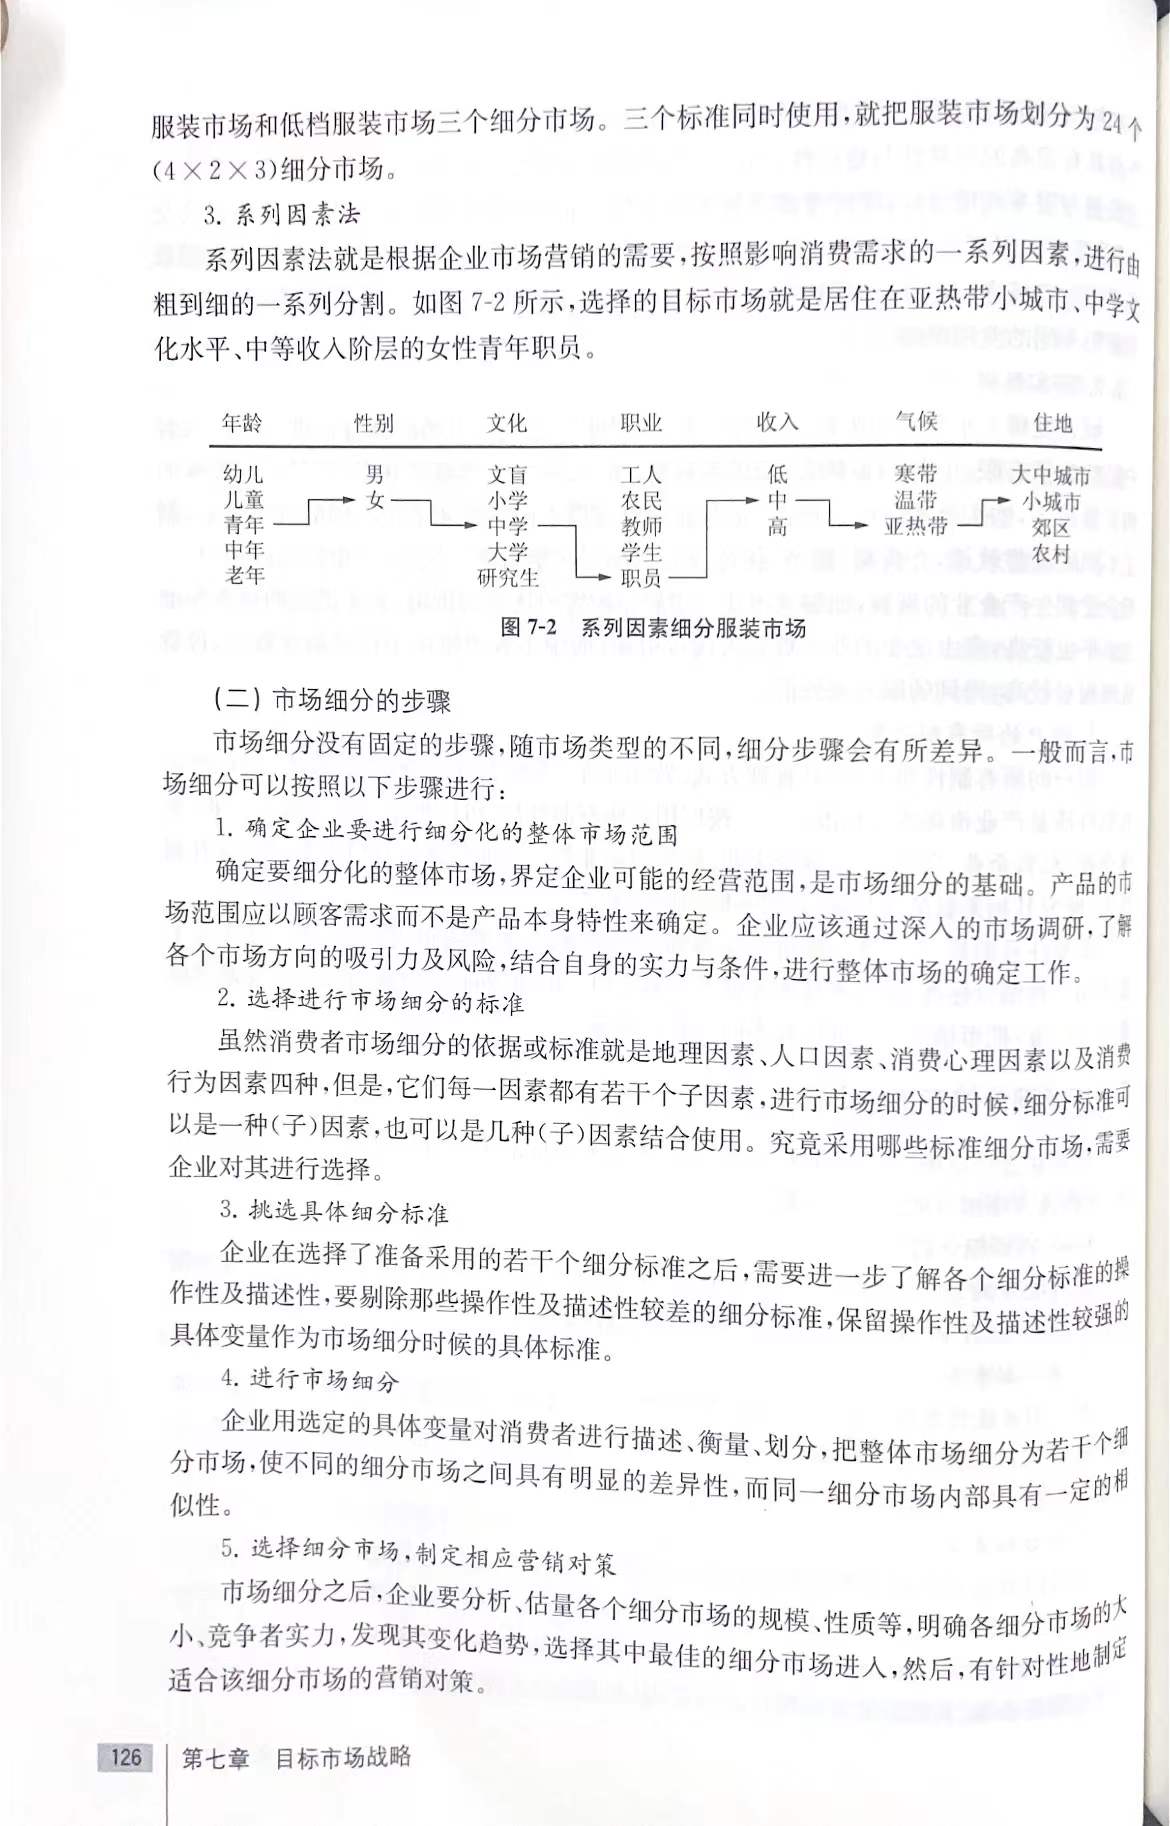 服装市场和低档服装市场三个细分市场。三个标准同时使用,就把服装市场划分为24个
(4×2×3)细分市场。
3. 系列因素法
系列因素法就是根据企业市场营销的需要,按照影响消费需求的一系列因素,进行由
粗到细的一系列分割。如图7-2所示,选择的目标市场就是居住在亚热带小城市、中学文
化水平、中等收入阶层的女性青年职员。
年龄 性别 文化 职业 收入 气候 住地
幼儿 男 文盲 工人 低 寒带 大中城市
儿童 女 小学 农民 中 温带 小城市
青年 中学 教师 高 亚热带 郊区
中年 大学 学生 农村
老年 研究生 职员
图 7-2 系列因素细分服装市场
(二) 市场细分的步骤
市场细分没有固定的步骤,随市场类型的不同,细分步骤会有所差异。一般而言,市
场细分可以按照以下步骤进行:
1. 确定企业要进行细分化的整体市场范围
确定要细分化的整体市场,界定企业可能的经营范围,是市场细分的基础。产品的市
场范围应以顾客需求而不是产品本身特性来确定。企业应该通过深入的市场调研,了解
各个市场方向的吸引力及风险,结合自身的实力与条件,进行整体市场的确定工作。
2. 选择进行市场细分的标准
虽然消费者市场细分的依据或标准就是地理因素、人口因素、消费心理因素以及消费
行为因素四种,但是,它们每一因素都有若干个子因素,进行市场细分的时候,细分标准可
以是一种(子)因素,也可以是几种(子)因素结合使用。究竟采用哪些标准细分市场,需要
企业对其进行选择。
3. 挑选具体细分标准
企业在选择了准备采用的若干个细分标准之后,需要进一步了解各个细分标准的操
作性及描述性,要剔除那些操作性及描述性较差的细分标准,保留操作性及描述性较强的
具体变量作为市场细分时候的具体标准。
4. 进行市场细分
企业用选定的具体变量对消费者进行描述、衡量、划分,把整体市场细分为若干个细
分市场,使不同的细分市场之间具有明显的差异性,而同一细分市场内部具有一定的相
似性。
5. 选择细分市场,制定相应营销对策
市场细分之后,企业要分析、估量各个细分市场的规模、性质等,明确各细分市场的大
小、竞争者实力,发现其变化趋势,选择其中最佳的细分市场进入,然后,有针对性地制定
适合该细分市场的营销对策。
126 第七章 目标市场战略